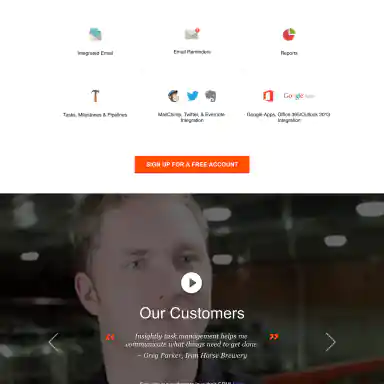 Integrated Email
Email Reminders
Reports
Google Apps
Tasks, Milestones & Pipelines
MailChimp, Twitter, & Evernote
Integration
Google Apps, Office 365/Outlook 2013
Integration
SIGN UP FOR A FREE ACCOUNT
Our Customers
“ Insightly task management helps me ”
communicate what things need to get done.
– Greg Parker, Iron Horse Brewery